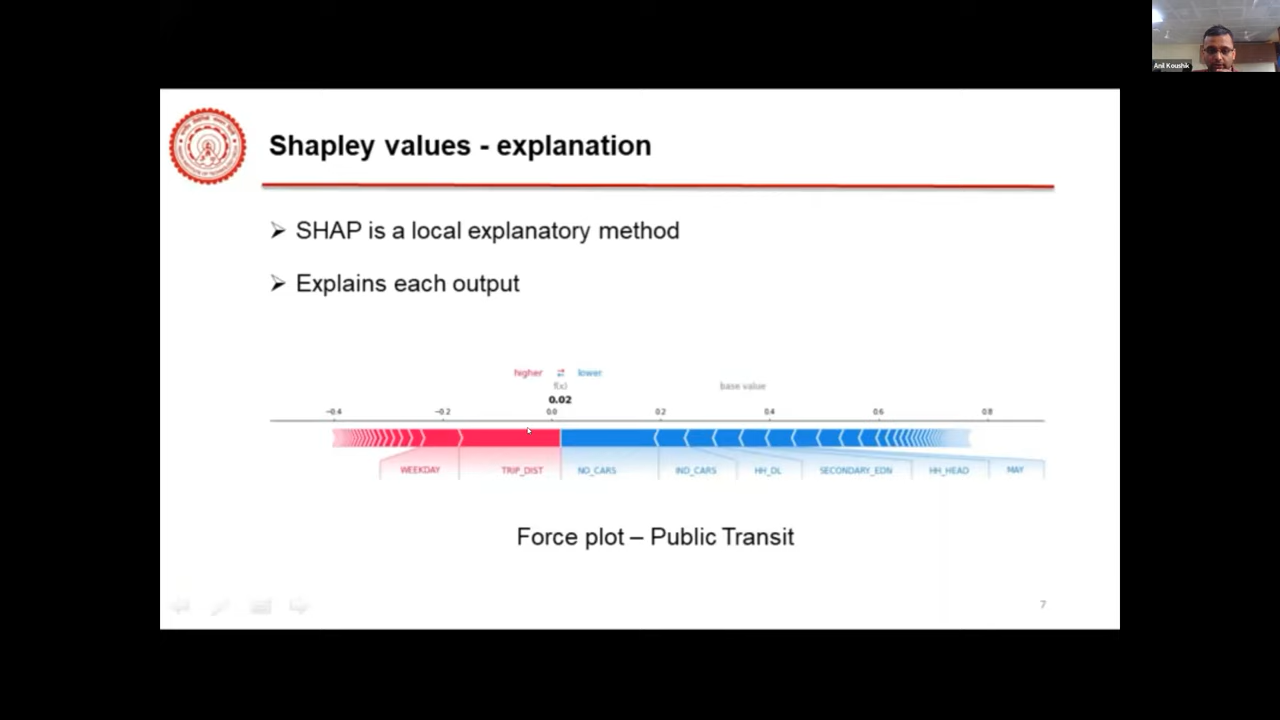 Anil Koushik
Shapley values - explanation
➢ SHAP is a local explanatory method
➢ Explains each output
higher ⇄ lower
f(x) base value
0.02
−0.4 −0.2 0.0 0.2 0.4 0.6 0.8
WEEKDAY TRIP_DIST NO_CARS IND_CARS HH_DL SECONDARY_EDN HH_HEAD MAY
Force plot – Public Transit
7